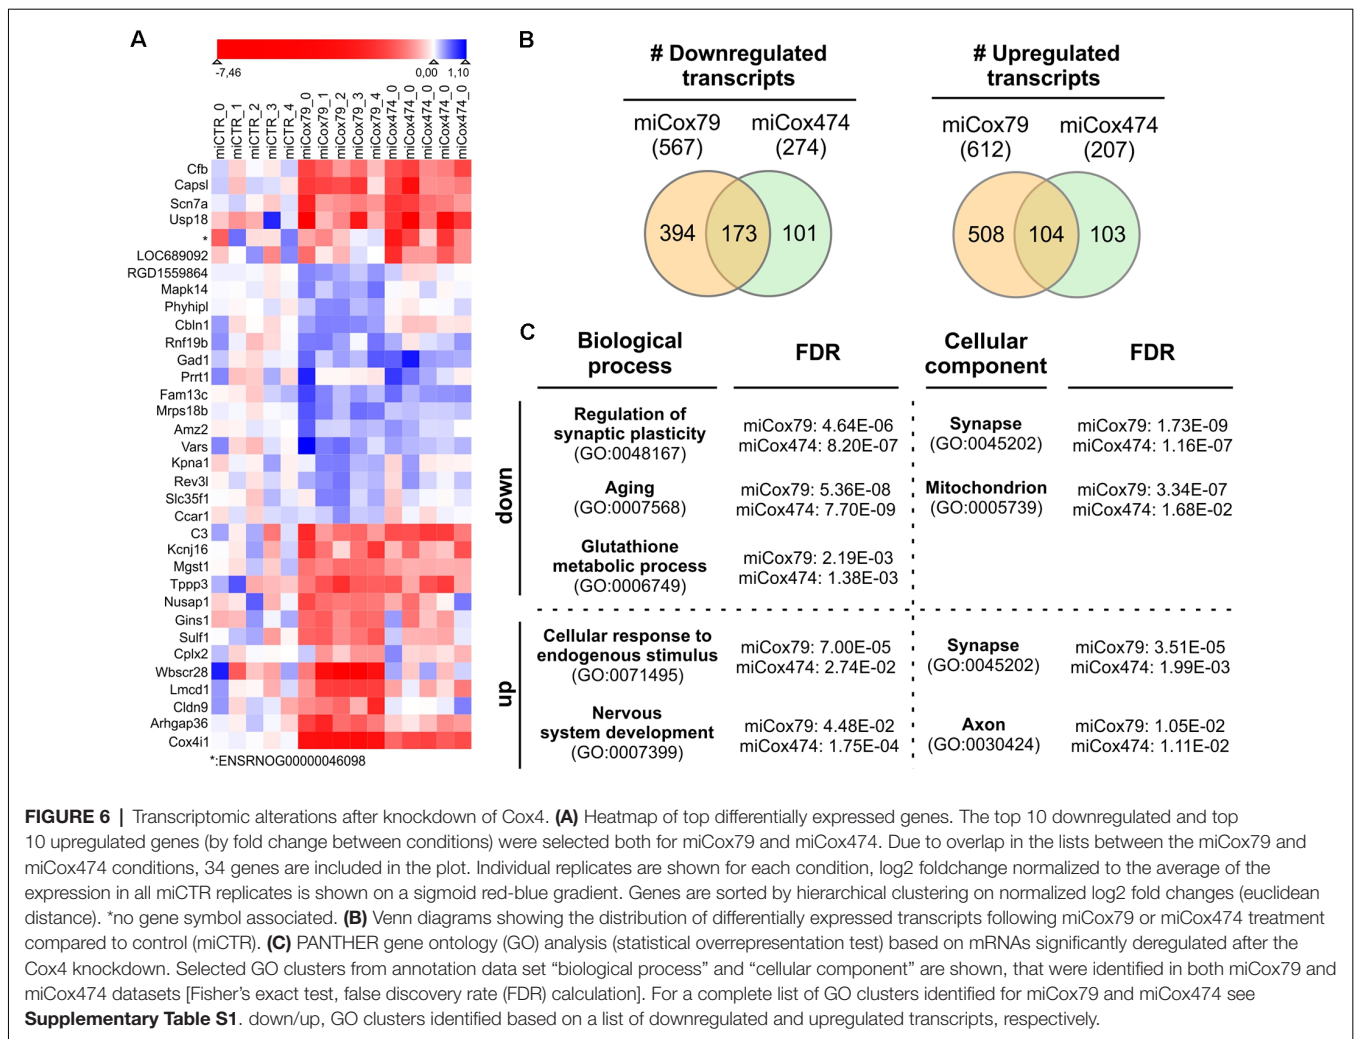 A
-7,46
0,00
1,10
miCTR_0
miCTR_1
miCTR_2
miCTR_3
miCTR_4
miCox79_0
miCox79_1
miCox79_2
miCox79_3
miCox79_4
miCox474_0
miCox474_0
miCox474_0
miCox474_0
miCox474_0
Cfb
Capsl
Scn7a
Usp18
*
LOC689092
RGD1559864
Mapk14
Phyhipl
Cbln1
Rnf19b
Gad1
Prrt1
Fam13c
Mrps18b
Amz2
Vars
Kpna1
Rev3l
Slc35f1
Ccar1
C3
Kcnj16
Mgst1
Tppp3
Nusap1
Gins1
Sulf1
Cplx2
Wbscr28
Lmcd1
Cldn9
Arhgap36
Cox4i1
*:ENSRNOG00000046098
B
# Downregulated
transcripts
miCox79
(567)
miCox474
(274)
394
173
101
# Upregulated
transcripts
miCox79
(612)
miCox474
(207)
508
104
103
C
Biological
process
FDR
Cellular
component
FDR
down
Regulation of
synaptic plasticity
(GO:0048167)
miCox79: 4.64E-06
miCox474: 8.20E-07
Synapse
(GO:0045202)
miCox79: 1.73E-09
miCox474: 1.16E-07
Aging
(GO:0007568)
miCox79: 5.36E-08
miCox474: 7.70E-09
Mitochondrion
(GO:0005739)
miCox79: 3.34E-07
miCox474: 1.68E-02
Glutathione
metabolic process
(GO:0006749)
miCox79: 2.19E-03
miCox474: 1.38E-03
up
Cellular response to
endogenous stimulus
(GO:0071495)
miCox79: 7.00E-05
miCox474: 2.74E-02
Synapse
(GO:0045202)
miCox79: 3.51E-05
miCox474: 1.99E-03
Nervous
system development
(GO:0007399)
miCox79: 4.48E-02
miCox474: 1.75E-04
Axon
(GO:0030424)
miCox79: 1.05E-02
miCox474: 1.11E-02
FIGURE 6 | Transcriptomic alterations after knockdown of Cox4. (A) Heatmap of top differentially expressed genes. The top 10 downregulated and top
10 upregulated genes (by fold change between conditions) were selected both for miCox79 and miCox474. Due to overlap in the lists between the miCox79 and
miCox474 conditions, 34 genes are included in the plot. Individual replicates are shown for each condition, log2 foldchange normalized to the average of the
expression in all miCTR replicates is shown on a sigmoid red-blue gradient. Genes are sorted by hierarchical clustering on normalized log2 fold changes (euclidean
distance). *no gene symbol associated. (B) Venn diagrams showing the distribution of differentially expressed transcripts following miCox79 or miCox474 treatment
compared to control (miCTR). (C) PANTHER gene ontology (GO) analysis (statistical overrepresentation test) based on mRNAs significantly deregulated after the
Cox4 knockdown. Selected GO clusters from annotation data set “biological process” and “cellular component” are shown, that were identified in both miCox79 and
miCox474 datasets [Fisher’s exact test, false discovery rate (FDR) calculation]. For a complete list of GO clusters identified for miCox79 and miCox474 see
Supplementary Table S1. down/up, GO clusters identified based on a list of downregulated and upregulated transcripts, respectively.